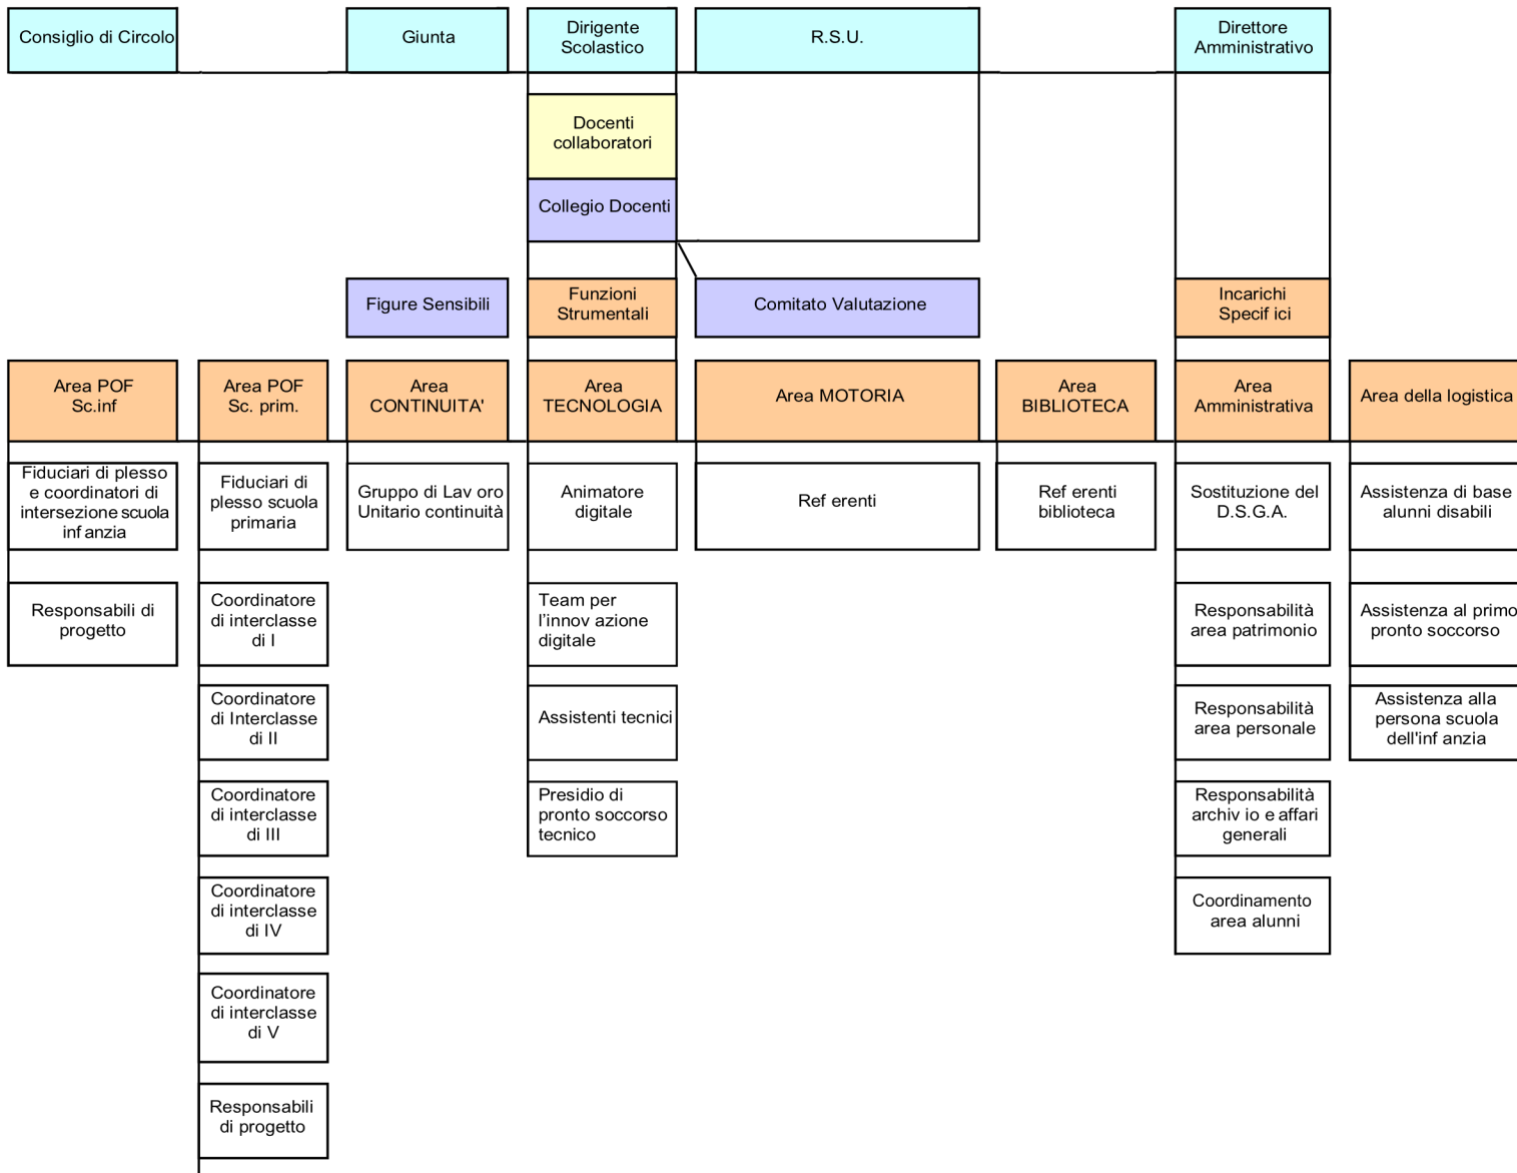 Consiglio di Circolo
Giunta
Dirigente
Scolastico
R.S.U.
Direttore
Amministrativo
Docenti
collaboratori
Collegio Docenti
Figure Sensibili
Funzioni
Strumentali
Comitato Valutazione
Incarichi
Specif ici
Area POF
Sc.inf
Area POF
Sc. prim.
Area
CONTINUITA'
Area
TECNOLOGIA
Area MOTORIA
Area
BIBLIOTECA
Area
Amministrativa
Area della logistica
Fiduciari di plesso
e coordinatori di
intersezione scuola
inf anzia
Fiduciari di
plesso scuola
primaria
Gruppo di Lav oro
Unitario continuità
Animatore
digitale
Ref erenti
Ref erenti
biblioteca
Sostituzione del
D.S.G.A.
Assistenza di base
alunni disabili
Responsabili di
progetto
Coordinatore
di interclasse
di I
Team per
l'innov azione
digitale
Responsabilità
area patrimonio
Assistenza al primo
pronto soccorso
Coordinatore
di Interclasse
di II
Assistenti tecnici
Responsabilità
area personale
Assistenza alla
persona scuola
dell'inf anzia
Coordinatore
di interclasse
di III
Presidio di
pronto soccorso
tecnico
Responsabilità
archiv io e affari
generali
Coordinatore
di interclasse
di IV
Coordinamento
area alunni
Coordinatore
di interclasse
di V
Responsabili
di progetto